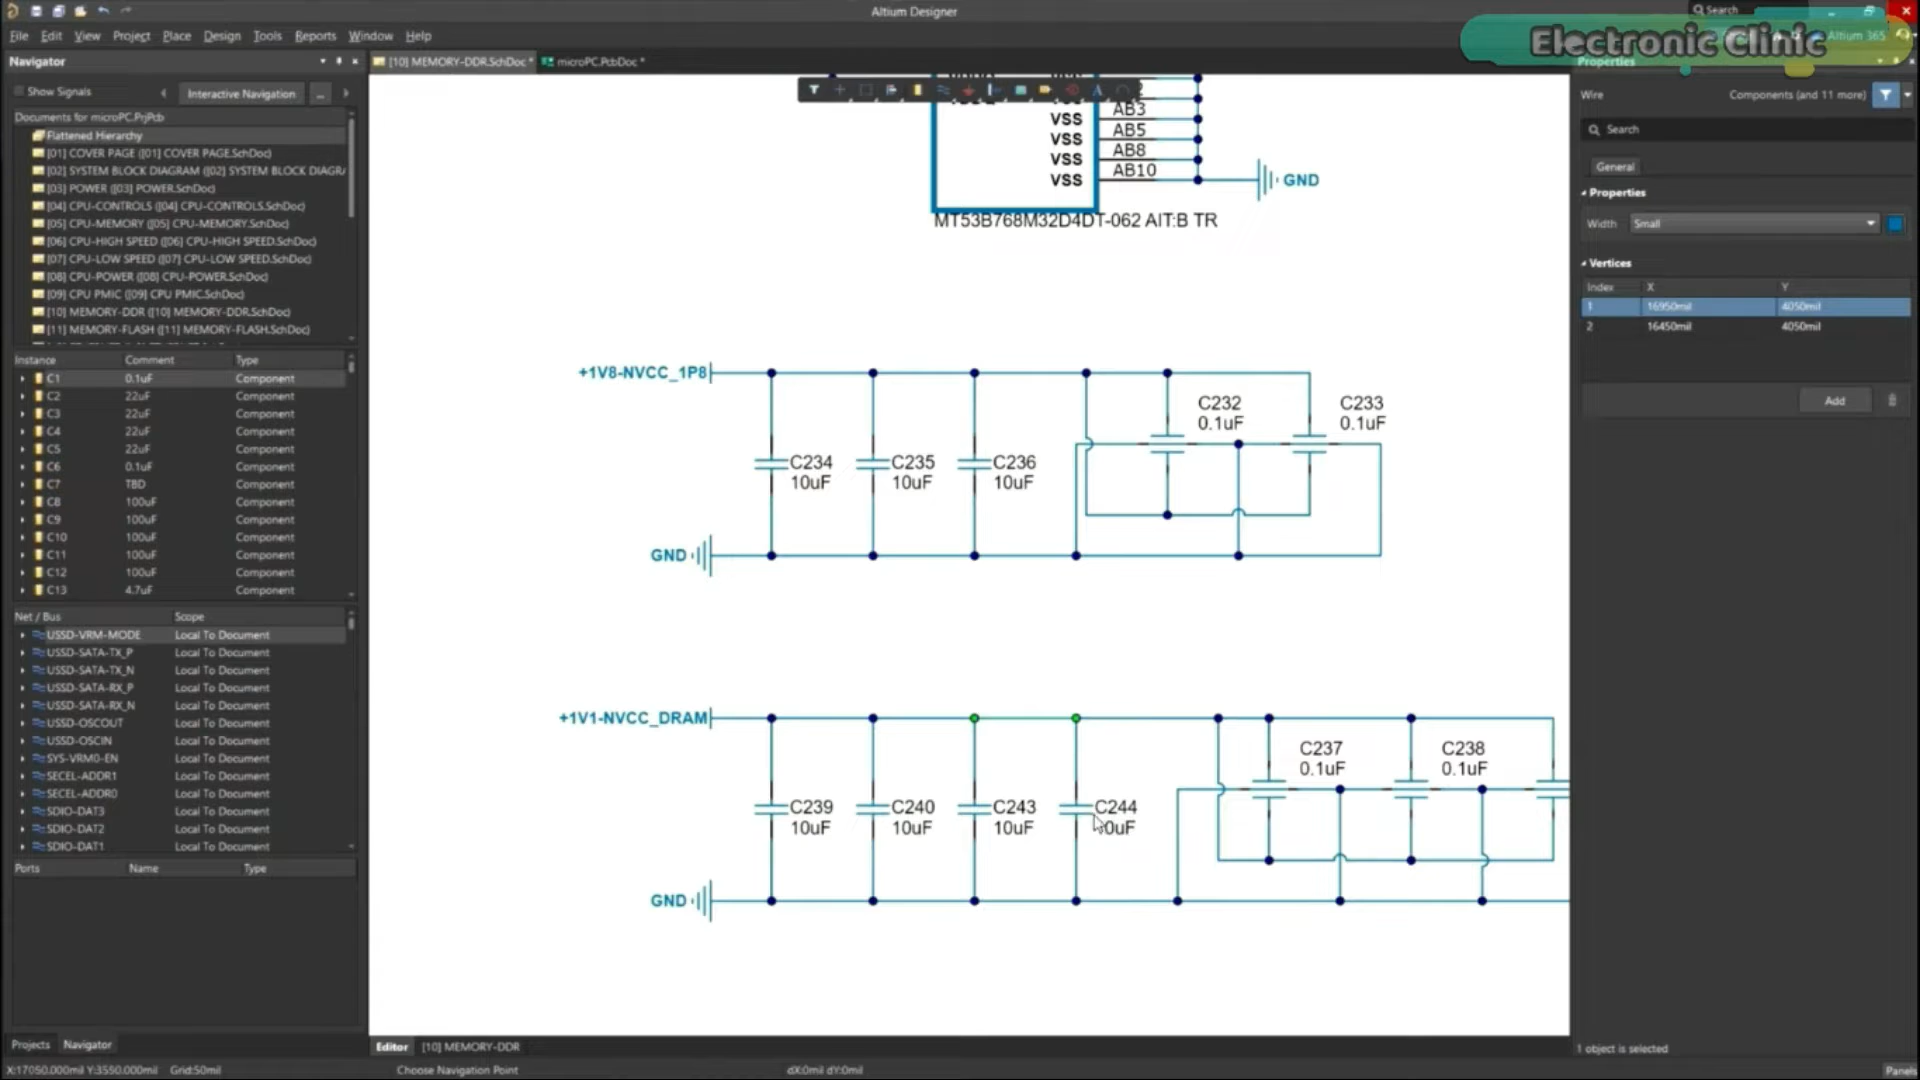 Altium Designer
Search
File Edit View Project Place Design Tools Reports Window Help
Electronic Clinic
Altium 365
Navigator
[10] MEMORY-DDR.SchDoc *
microPC.PcbDoc *
Properties
Show Signals
Interactive Navigation
...
Wire
Components (and 11 more)
Documents for microPC.PrjPcb
Flattened Hierarchy
[01] COVER PAGE ([01] COVER PAGE.SchDoc)
[02] SYSTEM BLOCK DIAGRAM ([02] SYSTEM BLOCK DIAGRA
[03] POWER ([03] POWER.SchDoc)
[04] CPU-CONTROLS ([04] CPU-CONTROLS.SchDoc)
[05] CPU-MEMORY ([05] CPU-MEMORY.SchDoc)
[06] CPU-HIGH SPEED ([06] CPU-HIGH SPEED.SchDoc)
[07] CPU-LOW SPEED ([07] CPU-LOW SPEED.SchDoc)
[08] CPU-POWER ([08] CPU-POWER.SchDoc)
[09] CPU PMIC ([09] CPU PMIC.SchDoc)
[10] MEMORY-DDR ([10] MEMORY-DDR.SchDoc)
[11] MEMORY-FLASH ([11] MEMORY-FLASH.SchDoc)
Instance Comment Type
C1 0.1uF Component
C2 22uF Component
C3 22uF Component
C4 22uF Component
C5 22uF Component
C6 0.1uF Component
C7 TBD Component
C8 100uF Component
C9 100uF Component
C10 100uF Component
C11 100uF Component
C12 100uF Component
C13 4.7uF Component
Net / Bus Scope
USSD-VRM-MODE Local To Document
USSD-SATA-TX_P Local To Document
USSD-SATA-TX_N Local To Document
USSD-SATA-RX_P Local To Document
USSD-SATA-RX_N Local To Document
USSD-OSCOUT Local To Document
USSD-OSCIN Local To Document
SYS-VRM0-EN Local To Document
SECEL-ADDR1 Local To Document
SECEL-ADDR0 Local To Document
SDIO-DAT3 Local To Document
SDIO-DAT2 Local To Document
SDIO-DAT1 Local To Document
Ports Name Type
VSS AB3
VSS AB5
VSS AB8
VSS AB10
GND
MT53B768M32D4DT-062 AIT:B TR
+1V8-NVCC_1P8
C232
0.1uF
C233
0.1uF
C234
10uF
C235
10uF
C236
10uF
GND
+1V1-NVCC_DRAM
C237
0.1uF
C238
0.1uF
C239
10uF
C240
10uF
C243
10uF
C244
0uF
GND
Search
General
Properties
Width Small
Vertices
Index X Y
1 16950mil 4050mil
2 16450mil 4050mil
Add
Projects Navigator
Editor [10] MEMORY-DDR
1 object is selected
X:17050.000mil Y:3550.000mil Grid:50mil
Choose Navigation Point
dX:0mil dY:0mil
Panels